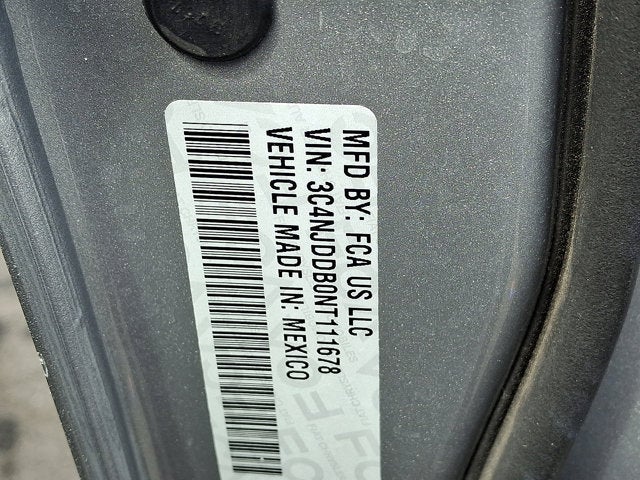 MFD BY: FCA US LLC
VIN: 3C4NJDDB0NT111678
VEHICLE MADE IN: MEXICO